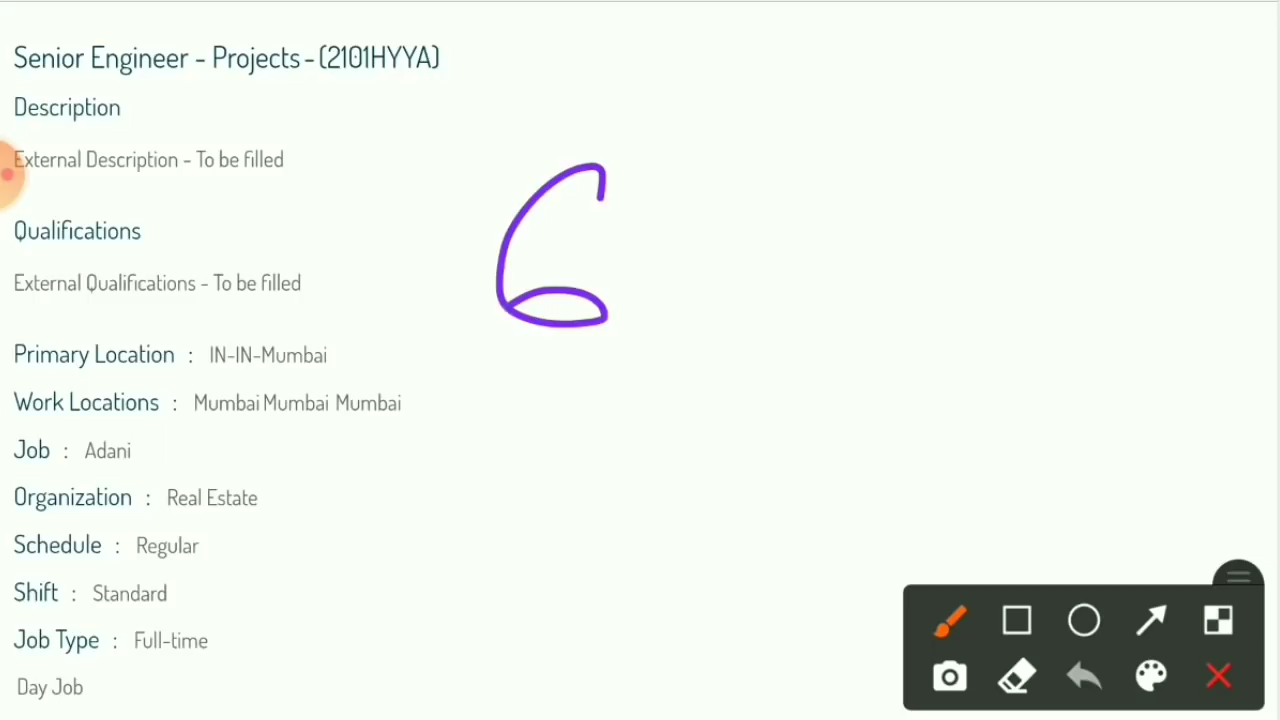 Senior Engineer - Projects - (2101HYYA)
Description
External Description - To be filled
Qualifications
External Qualifications - To be filled
Primary Location : IN-IN-Mumbai
Work Locations : Mumbai Mumbai Mumbai
Job : Adani
Organization : Real Estate
Schedule : Regular
Shift : Standard
Job Type : Full-time
Day Job